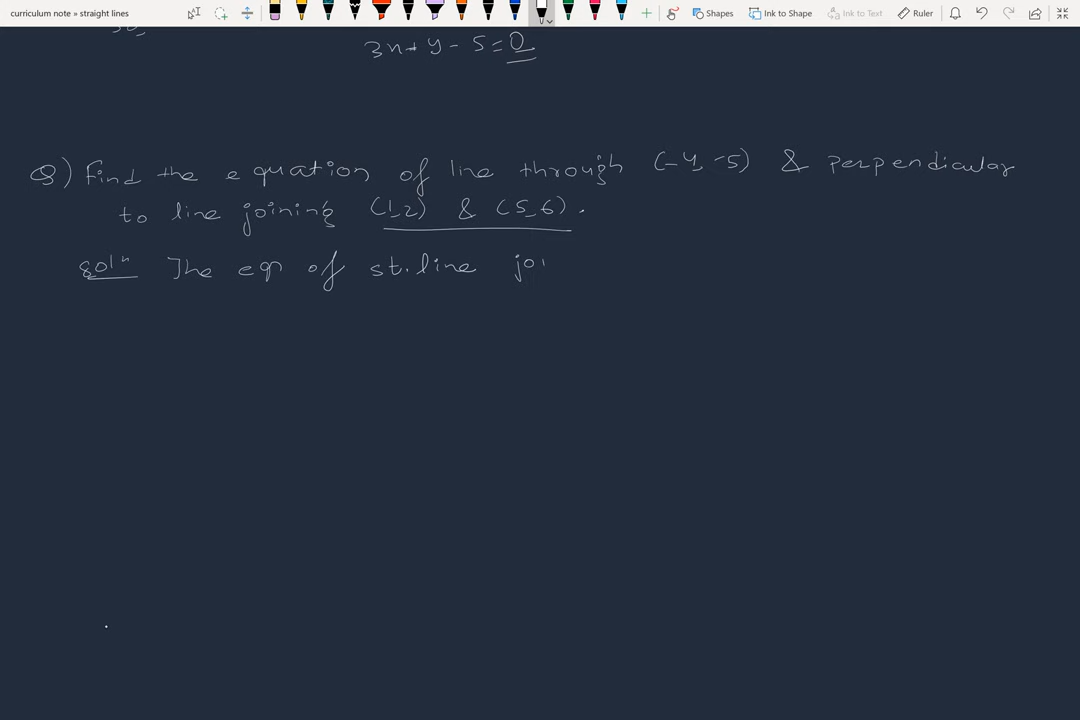 curriculum note » straight lines
Shapes Ink to Shape Ink to Text Ruler
3x+y-5=0
Q) Find the equation of line through (-4,-5) & perpendicular
to line joining (1,2) & (5,6).
solⁿ The eqn of st.line joi